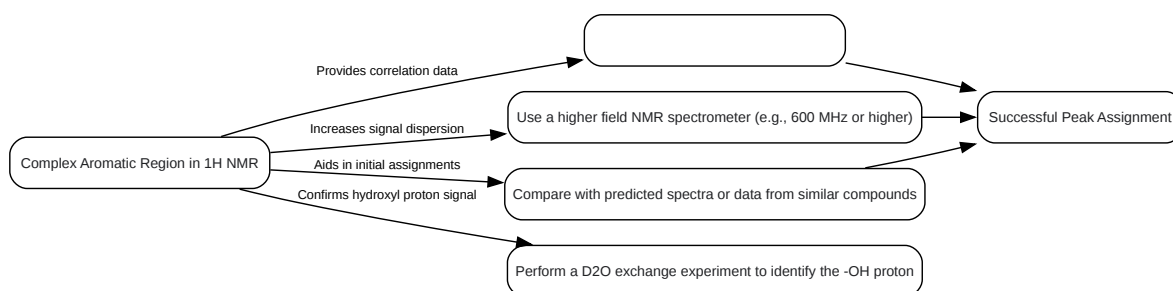 Provides correlation data
Increases signal dispersion
Use a higher field NMR spectrometer (e.g., 600 MHz or higher)
Successful Peak Assignment
Complex Aromatic Region in 1H NMR
Aids in initial assignments
Compare with predicted spectra or data from similar compounds
Confirms hydroxyl proton signal
Perform a D2O exchange experiment to identify the -OH proton